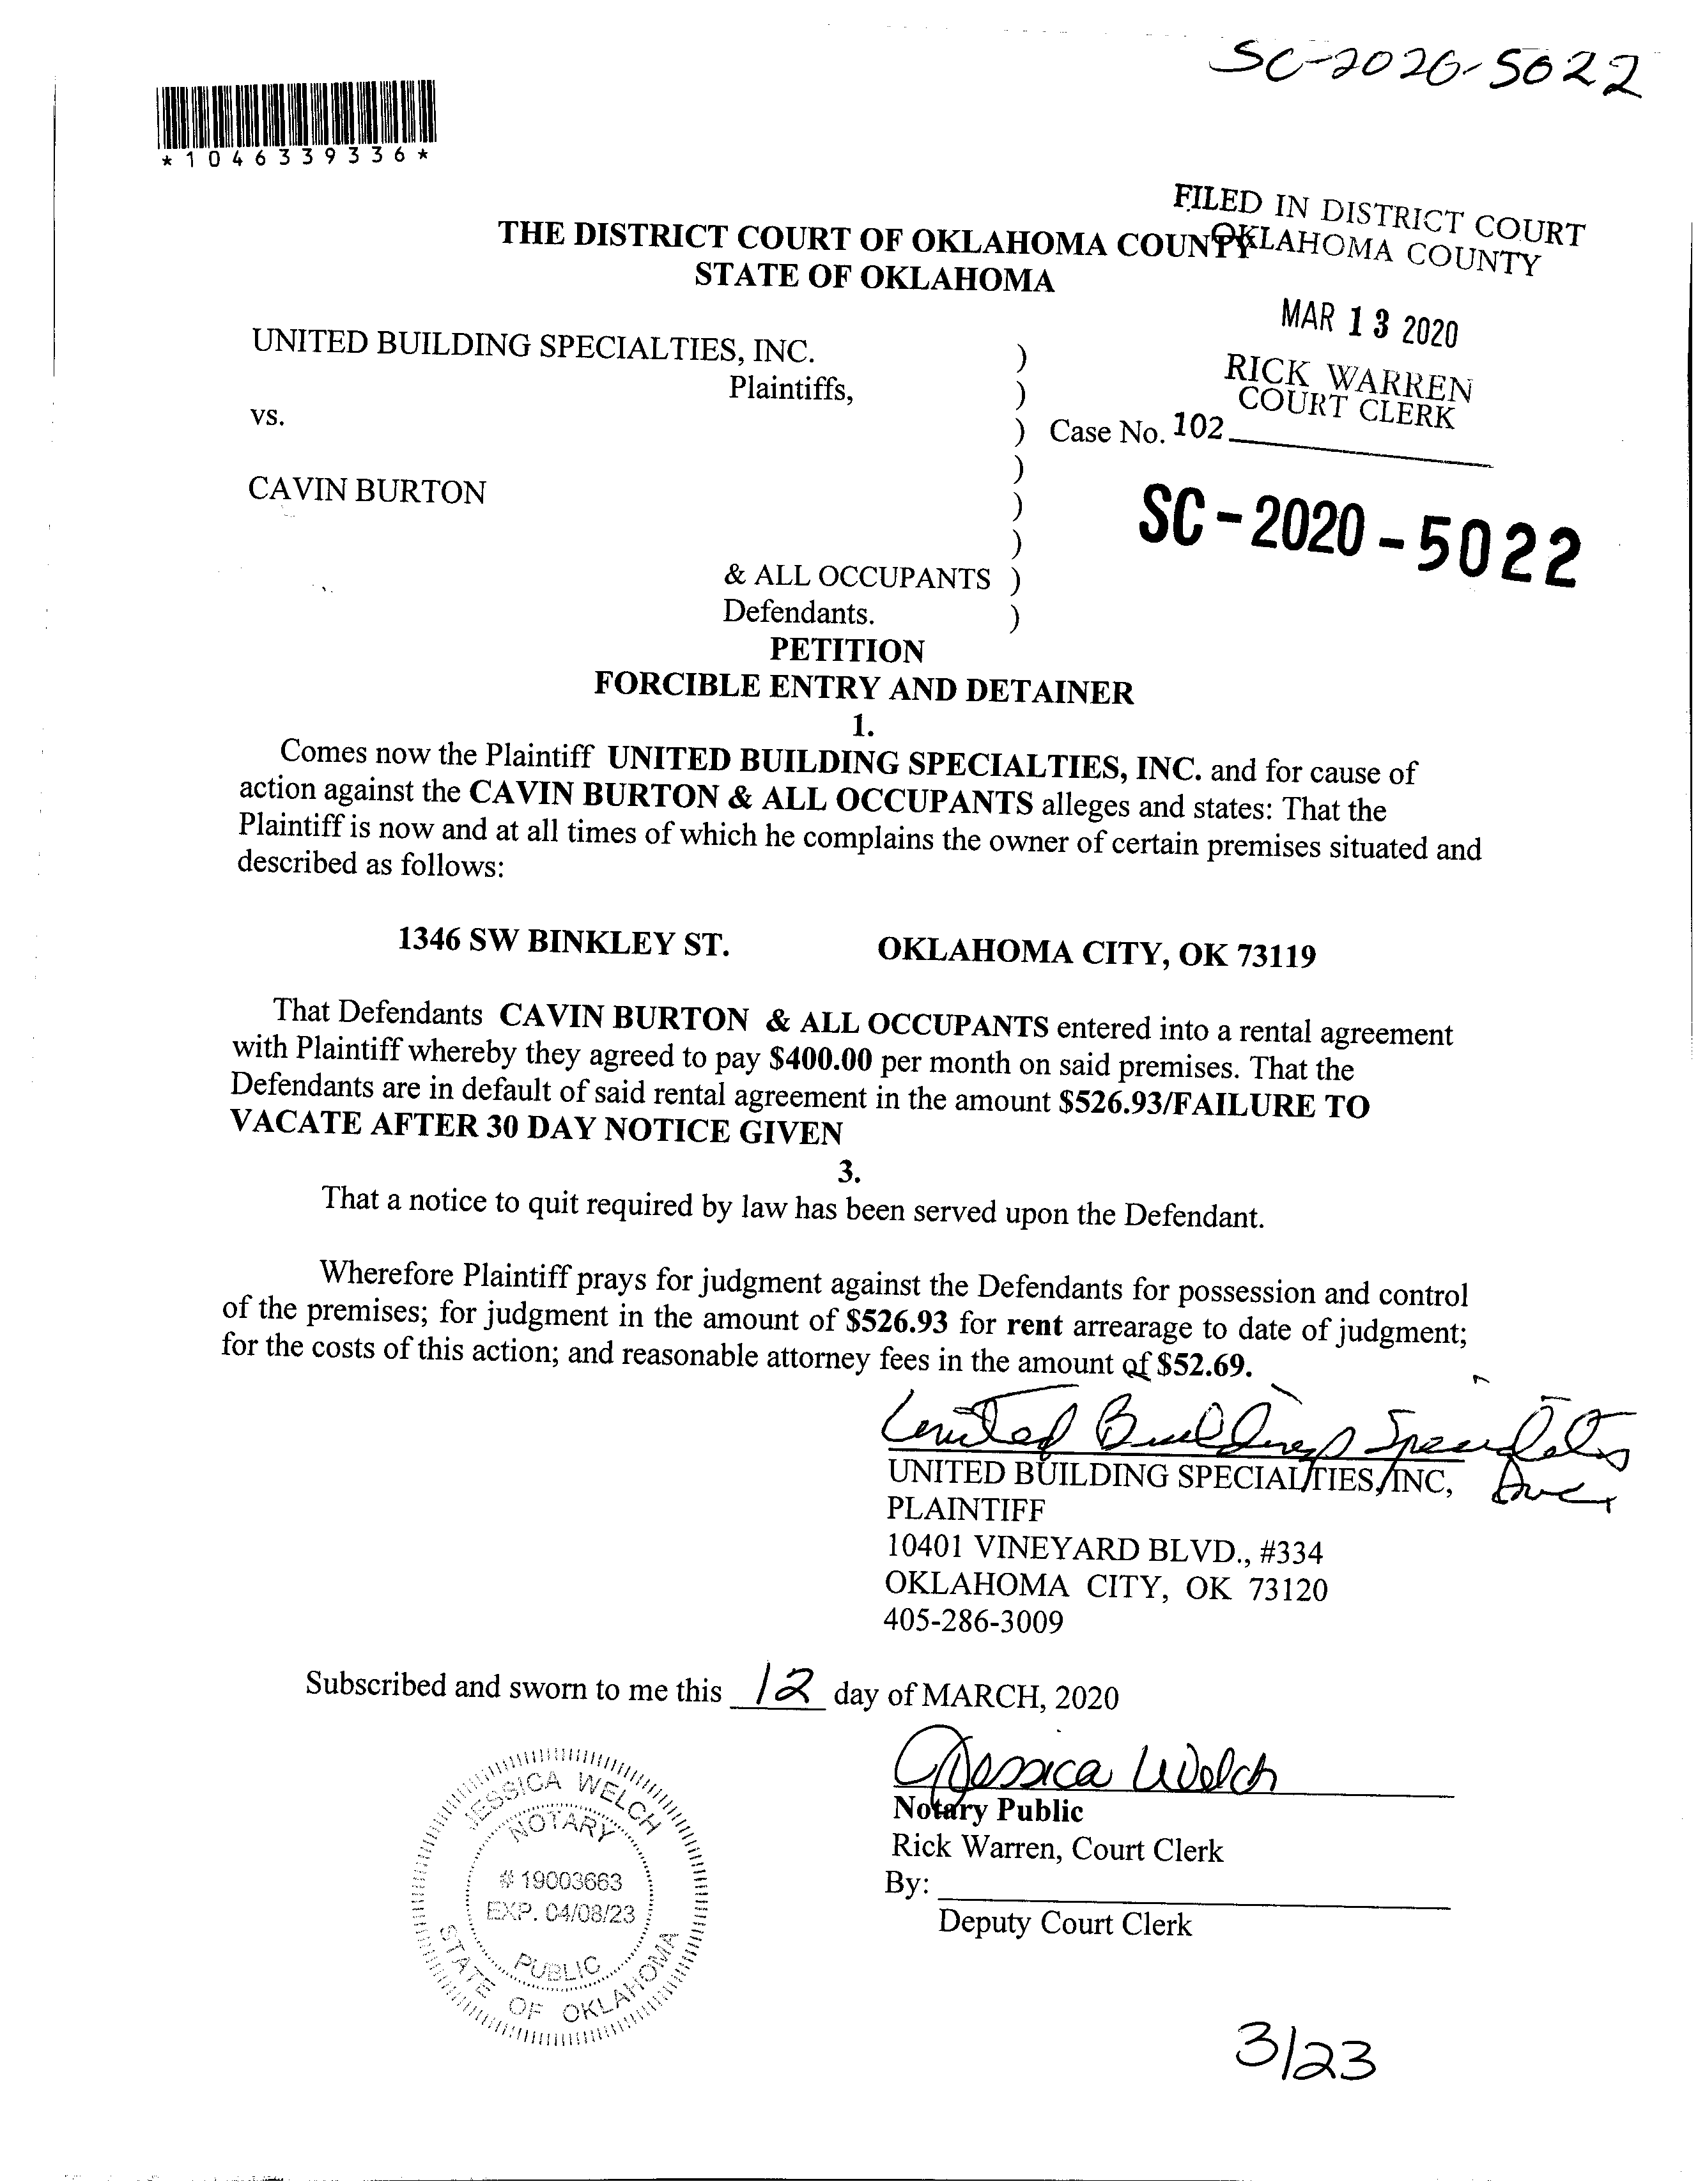 SC-2020-5022
*1046339336*
FILED IN DISTRICT COURT
OKLAHOMA COUNTY
THE DISTRICT COURT OF OKLAHOMA COUNTY
STATE OF OKLAHOMA
MAR 13 2020
RICK WARREN
COURT CLERK
UNITED BUILDING SPECIALTIES, INC. )
Plaintiffs, )
vs. ) Case No. 102
)
CAVIN BURTON )
)
SC-2020-5022
& ALL OCCUPANTS )
Defendants. )
PETITION
FORCIBLE ENTRY AND DETAINER
1.
Comes now the Plaintiff UNITED BUILDING SPECIALTIES, INC. and for cause of
action against the CAVIN BURTON & ALL OCCUPANTS alleges and states: That the
Plaintiff is now and at all times of which he complains the owner of certain premises situated and
described as follows:
1346 SW BINKLEY ST. OKLAHOMA CITY, OK 73119
That Defendants CAVIN BURTON & ALL OCCUPANTS entered into a rental agreement
with Plaintiff whereby they agreed to pay $400.00 per month on said premises. That the
Defendants are in default of said rental agreement in the amount $526.93/FAILURE TO
VACATE AFTER 30 DAY NOTICE GIVEN
3.
That a notice to quit required by law has been served upon the Defendant.
Wherefore Plaintiff prays for judgment against the Defendants for possession and control
of the premises; for judgment in the amount of $526.93 for rent arrearage to date of judgment;
for the costs of this action; and reasonable attorney fees in the amount of $52.69.
United Buildings Specialties
Inc.
UNITED BUILDING SPECIALTIES, INC,
PLAINTIFF
10401 VINEYARD BLVD., #334
OKLAHOMA CITY, OK 73120
405-286-3009
Subscribed and sworn to me this 12 day of MARCH, 2020
Jessica Welch
Notary Public
Rick Warren, Court Clerk
By:
Deputy Court Clerk
JESSICA WELCH
NOTARY
# 19003663
EXP. 04/08/23
PUBLIC
STATE OF OKLAHOMA
3/23